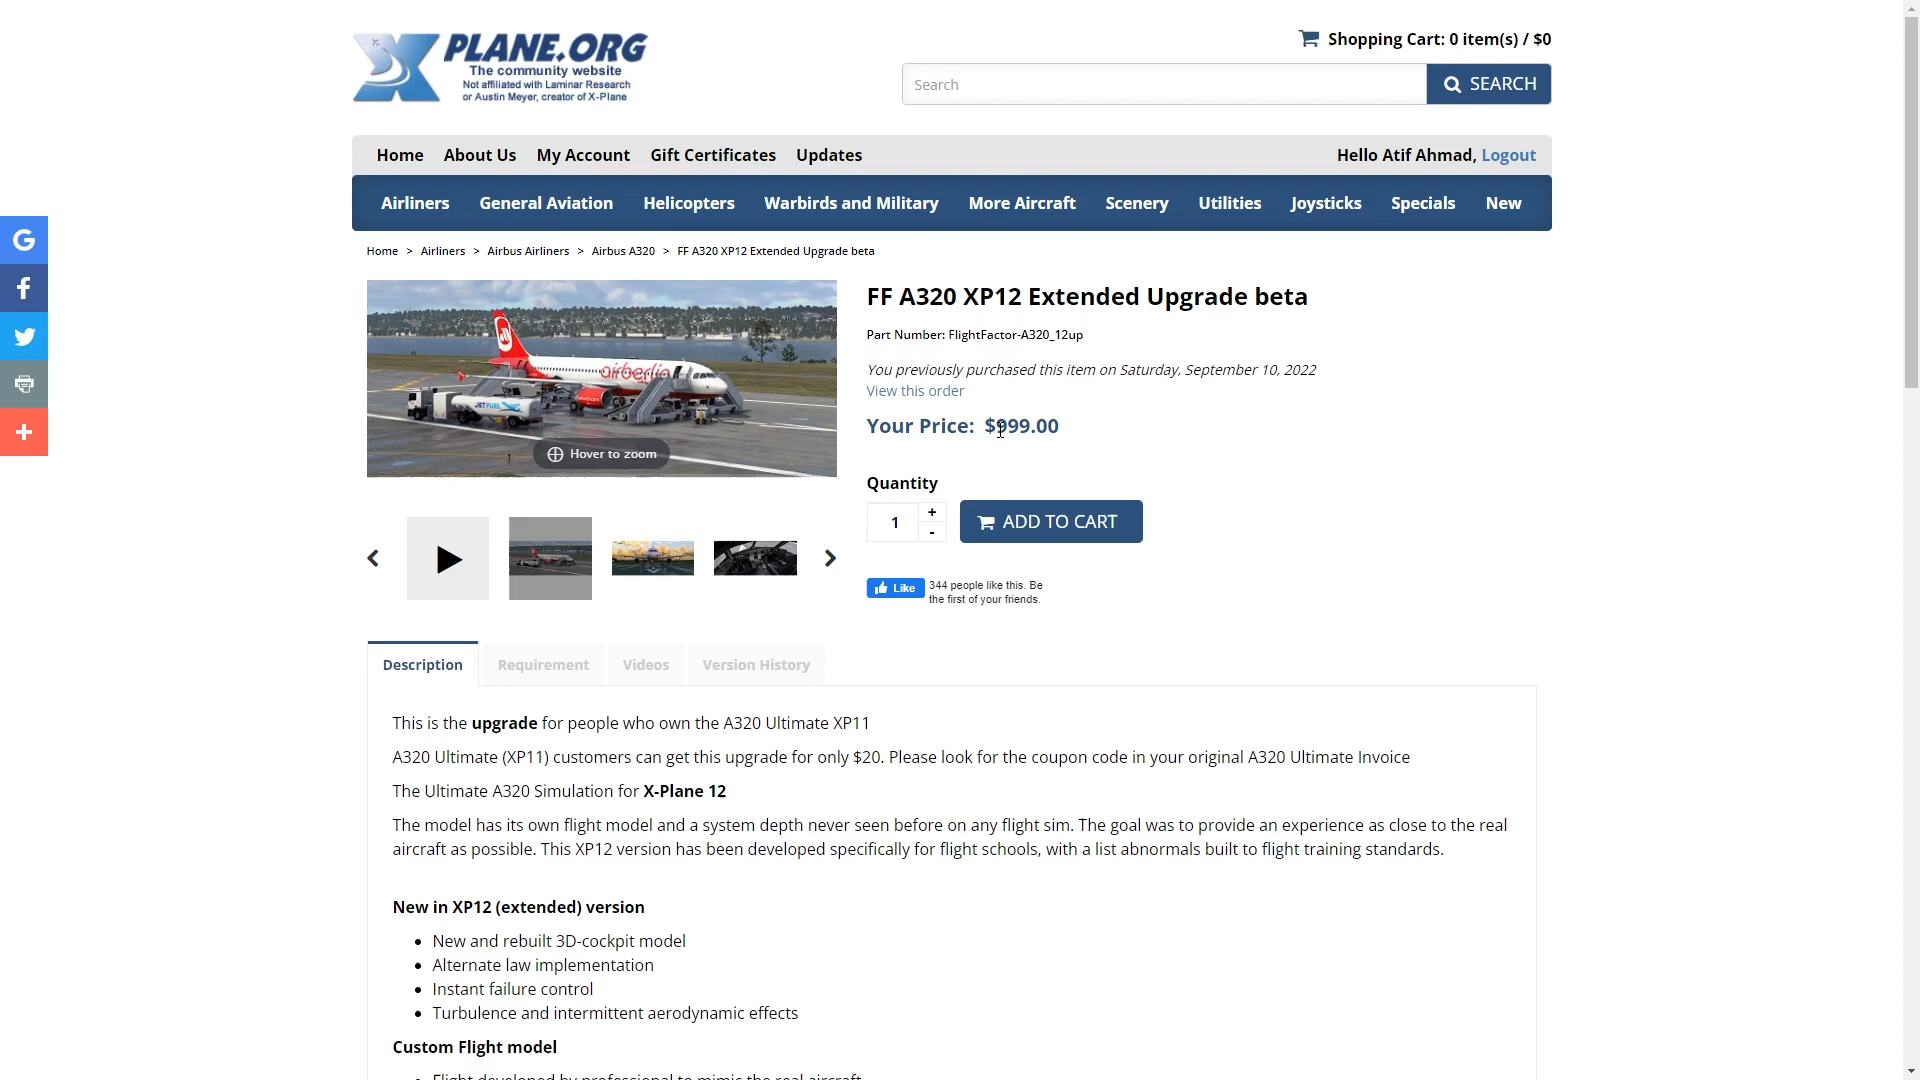 PLANE.ORG
The community website
Not affiliated with Laminar Research
or Austin Meyer, creator of X-Plane
Shopping Cart: 0 item(s) / $0
Search
SEARCH
Home About Us My Account Gift Certificates Updates
Hello Atif Ahmad, Logout
Airliners General Aviation Helicopters Warbirds and Military More Aircraft Scenery Utilities Joysticks Specials New
Home > Airliners > Airbus Airliners > Airbus A320 > FF A320 XP12 Extended Upgrade beta
FF A320 XP12 Extended Upgrade beta
Part Number: FlightFactor-A320_12up
You previously purchased this item on Saturday, September 10, 2022
View this order
Your Price: $999.00
airberlin
JET FUEL
Hover to zoom
Quantity
1
+
-
ADD TO CART
Like
344 people like this. Be
the first of your friends.
Description Requirement Videos Version History
This is the upgrade for people who own the A320 Ultimate XP11
A320 Ultimate (XP11) customers can get this upgrade for only $20. Please look for the coupon code in your original A320 Ultimate Invoice
The Ultimate A320 Simulation for X-Plane 12
The model has its own flight model and a system depth never seen before on any flight sim. The goal was to provide an experience as close to the real
aircraft as possible. This XP12 version has been developed specifically for flight schools, with a list abnormals built to flight training standards.
New in XP12 (extended) version
New and rebuilt 3D-cockpit model
Alternate law implementation
Instant failure control
Turbulence and intermittent aerodynamic effects
Custom Flight model
Flight developed by professional to mimic the real aircraft